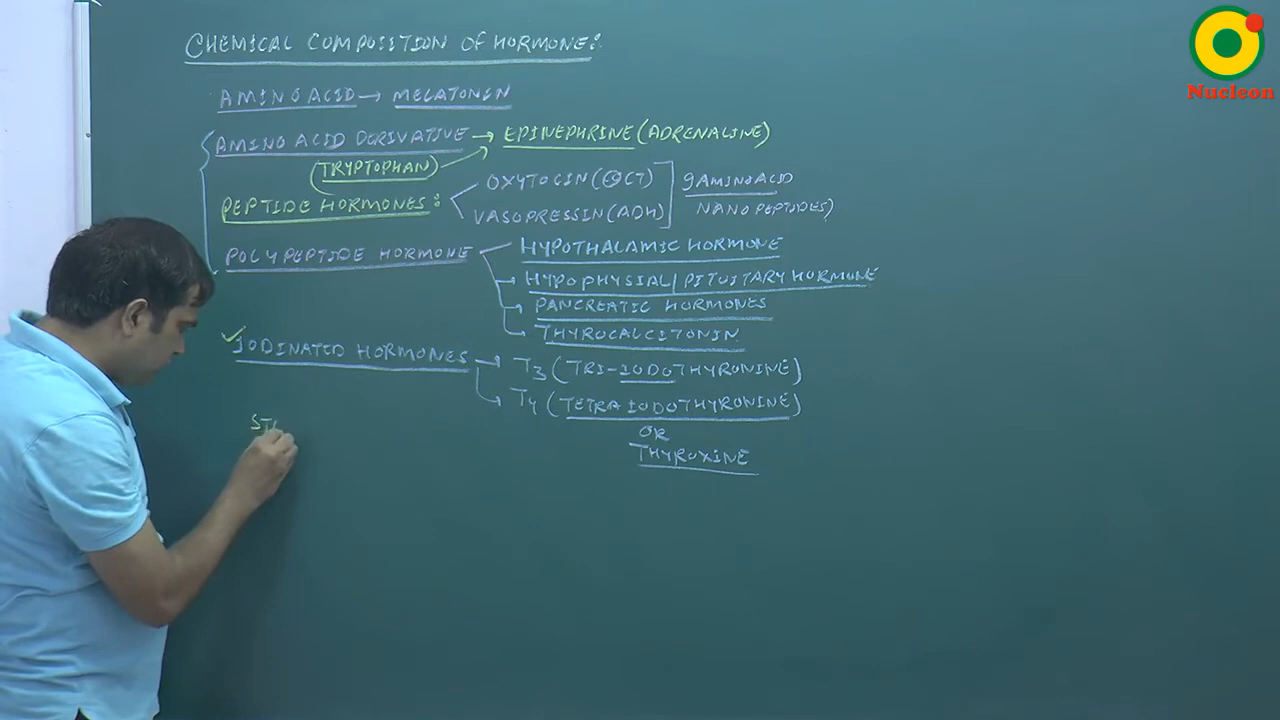 CHEMICAL COMPOSITION OF HORMONE:
Nucleon
AMINO ACID → MELATONIN
AMINO ACID DERIVATIVE → EPINEPHRINE (ADRENALINE)
(TRYPTOPHAN)
PEPTIDE HORMONES:
OXYTOCIN
VASOPRESSIN (ADH)
9 AMINO ACID
NANO PEPTIDES)
POLYPEPTIDE HORMONE
HYPOTHALAMIC HORMONE
HYPOPHYSIAL/PITUITARY HORMONE
PANCREATIC HORMONES
THYROCALCITONIN
✓IODINATED HORMONES
T3 (TRI-IODOTHYRONINE)
T4 (TETRA IODOTHYRONINE)
OR
THYROXINE
ST